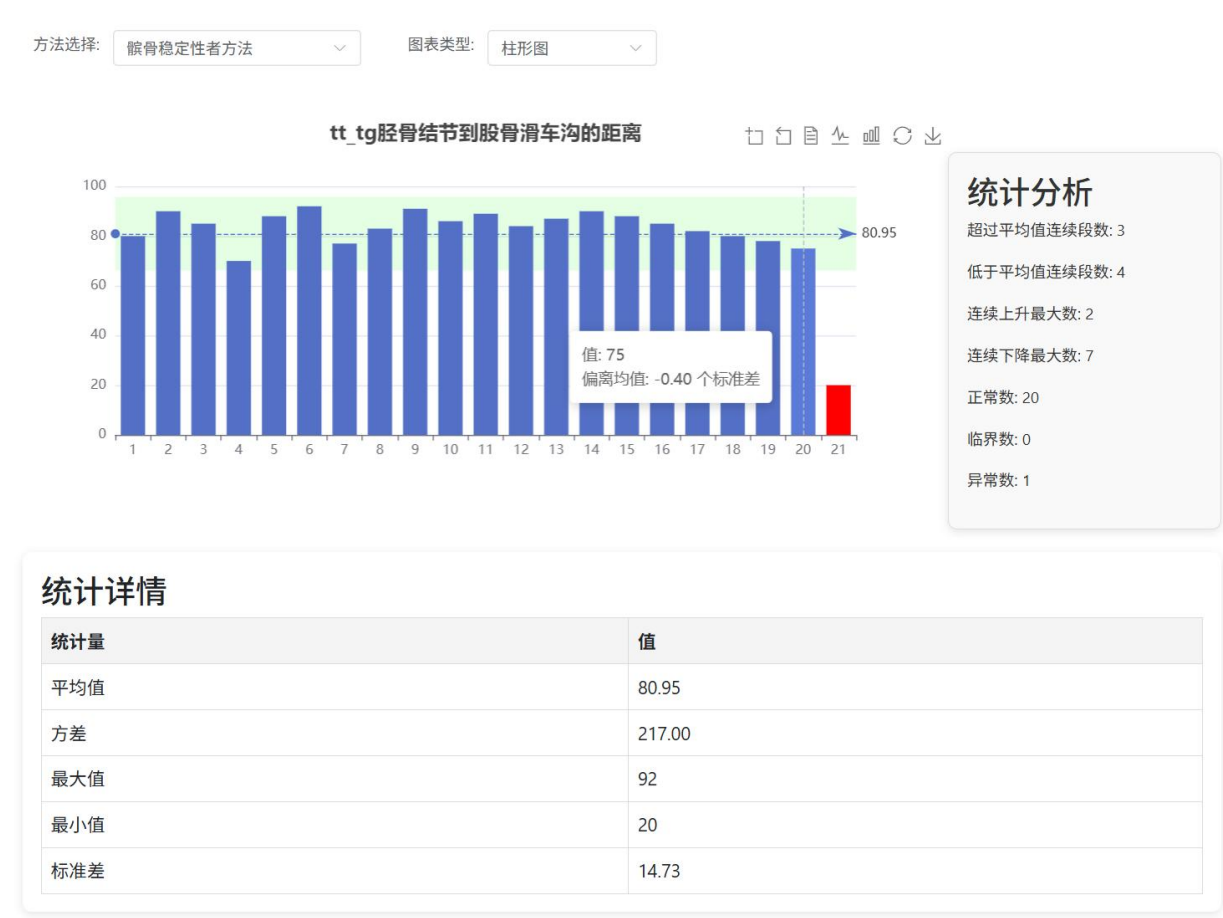 方法选择: 髌骨稳定性者方法 图表类型: 柱形图
tt_tg胫骨结节到股骨滑车沟的距离
100
80
60
40
20
0
80.95
值: 75
偏离均值: -0.40 个标准差
1 2 3 4 5 6 7 8 9 10 11 12 13 14 15 16 17 18 19 20 21
统计分析
超过平均值连续段数: 3
低于平均值连续段数: 4
连续上升最大数: 2
连续下降最大数: 7
正常数: 20
临界数: 0
异常数: 1
统计详情
统计量 值
平均值 80.95
方差 217.00
最大值 92
最小值 20
标准差 14.73